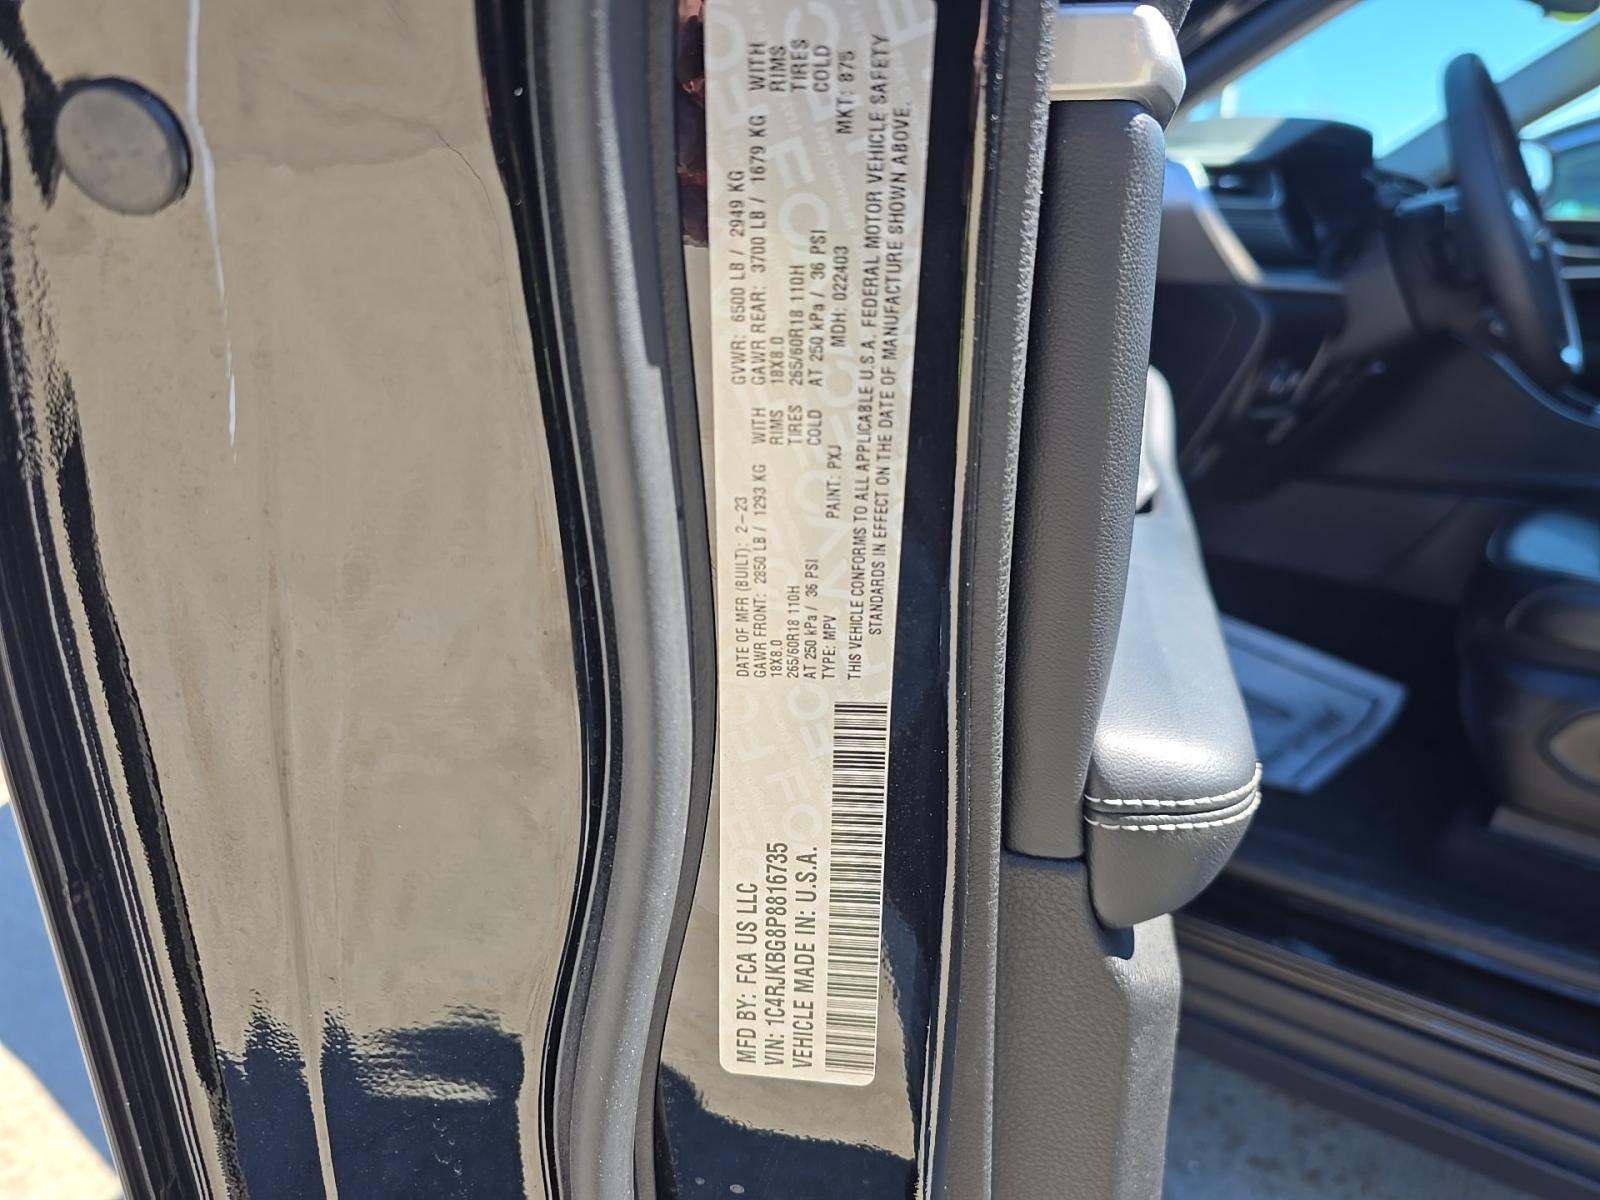 MFD BY: FCA US LLC
VIN: 1C4RJKBG8P8816735
VEHICLE MADE IN: U.S.A.
DATE OF MFR (BUILT): 2-23 GVWR: 6500 LB / 2949 KG
GAWR FRONT: 2850 LB / 1293 KG WITH GAWR REAR: 3700 LB / 1679 KG WITH
18X8.0 RIMS 18X8.0 RIMS
265/60R18 110H TIRES 265/60R18 110H TIRES
AT 250 kPa / 36 PSI COLD AT 250 kPa / 36 PSI COLD
TYPE: MPV PAINT: PXJ MDH: 022403 MKT: 875
THIS VEHICLE CONFORMS TO ALL APPLICABLE U.S.A. FEDERAL MOTOR VEHICLE SAFETY
STANDARDS IN EFFECT ON THE DATE OF MANUFACTURE SHOWN ABOVE.